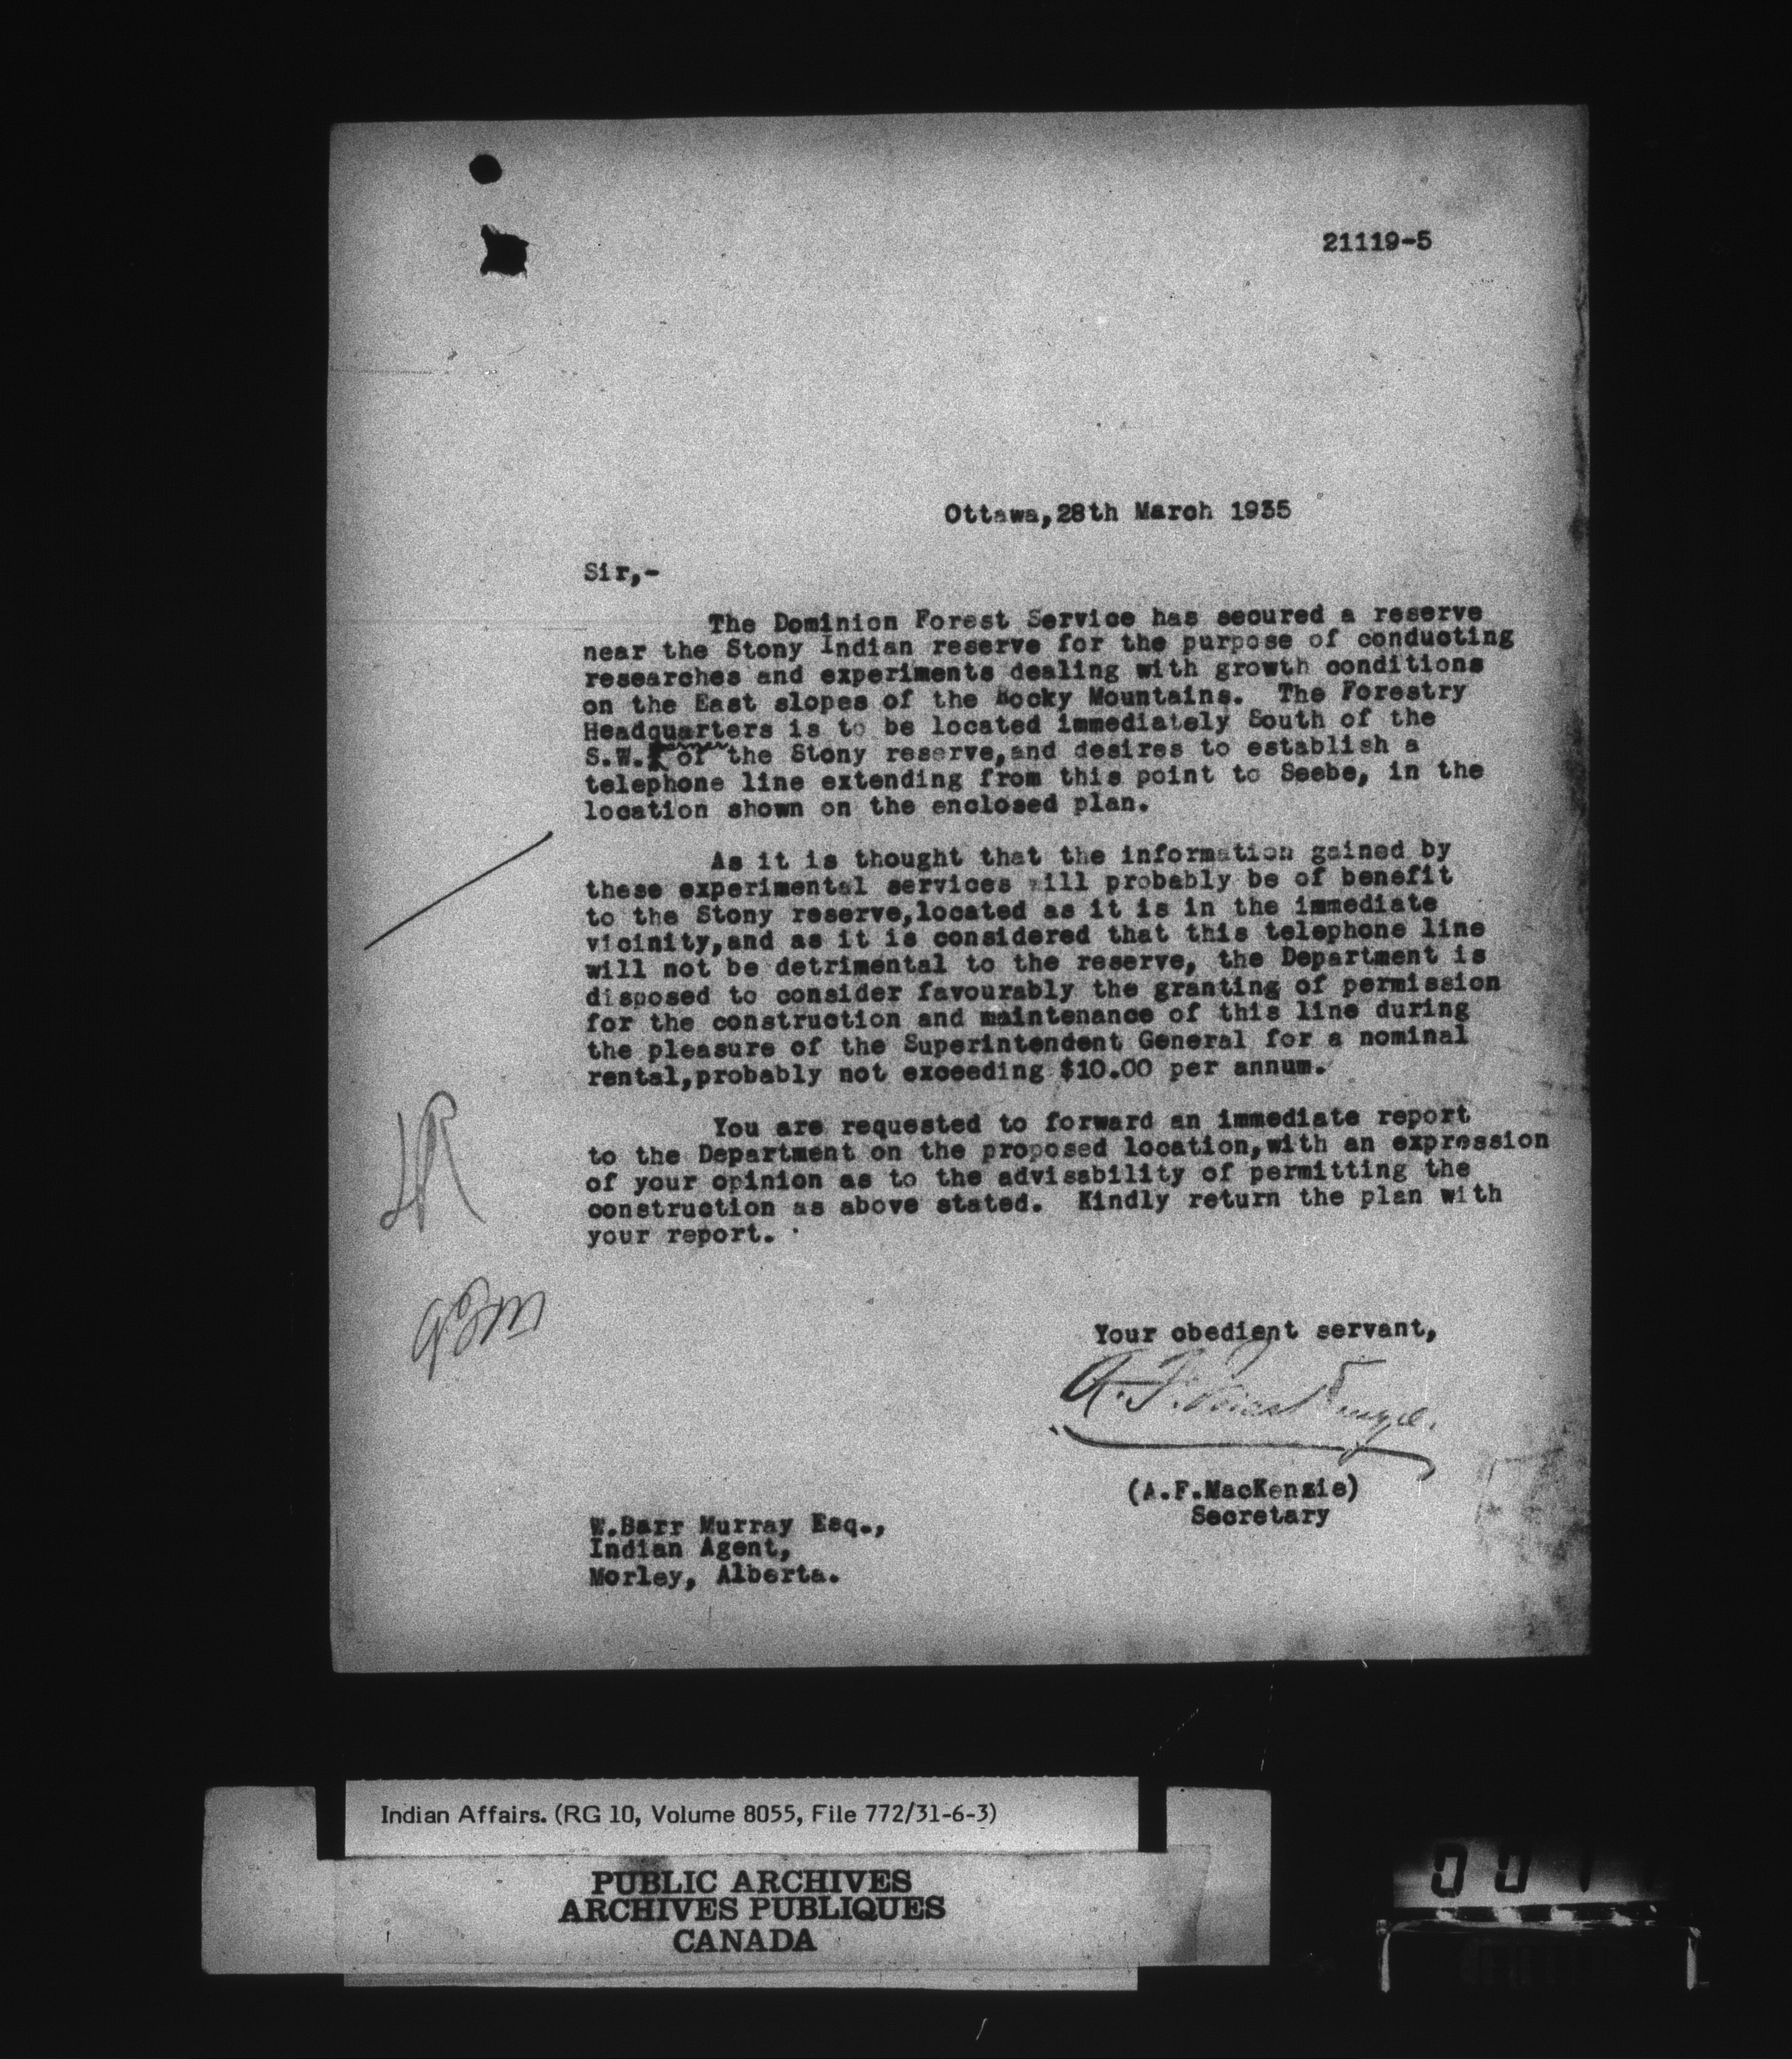 21119-5
Ottawa,28th March 1935
Sir,-
The Dominion Forest Service has secured a reserve
near the Stony Indian reserve for the purpose of conducting
researches and experiments dealing with growth conditions
on the East slopes of the Rocky Mountains. The Forestry
Headquarters is to be located immediately South of the
S.W. of the Stony reserve,and desires to establish a
telephone line extending from this point to Seebe, in the
location shown on the enclosed plan.
As it is thought that the information gained by
these experimental services will probably be of benefit
to the Stony reserve,located as it is in the immediate
vicinity,and as it is considered that this telephone line
will not be detrimental to the reserve, the Department is
disposed to consider favourably the granting of permission
for the construction and maintenance of this line during
the pleasure of the Superintendent General for a nominal
rental,probably not exceeding $10.00 per annum.
You are requested to forward an immediate report
to the Department on the proposed location,with an expression
of your opinion as to the advisability of permitting the
construction as above stated. Kindly return the plan with
your report.
Your obedient servant,
A. F. MacKenzie.
(A.F.MacKenzie)
Secretary
W.Barr Murray Esq.,
Indian Agent,
Morley, Alberta.
Indian Affairs. (RG 10, Volume 8055, File 772/31-6-3)
PUBLIC ARCHIVES
ARCHIVES PUBLIQUES
CANADA